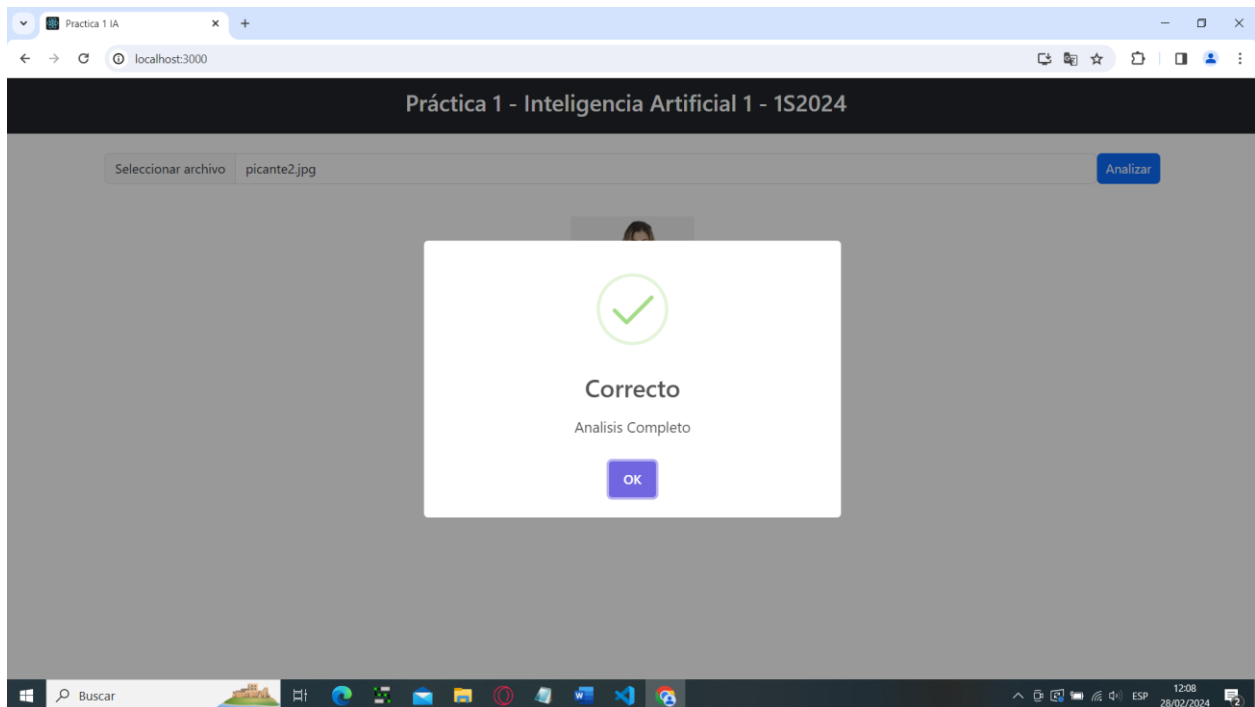 Practica 1 IA
localhost:3000
Práctica 1 - Inteligencia Artificial 1 - 1S2024
Seleccionar archivo picante2.jpg Analizar
Correcto
Analisis Completo
OK
Buscar
ESP
12:08
28/02/2024
2